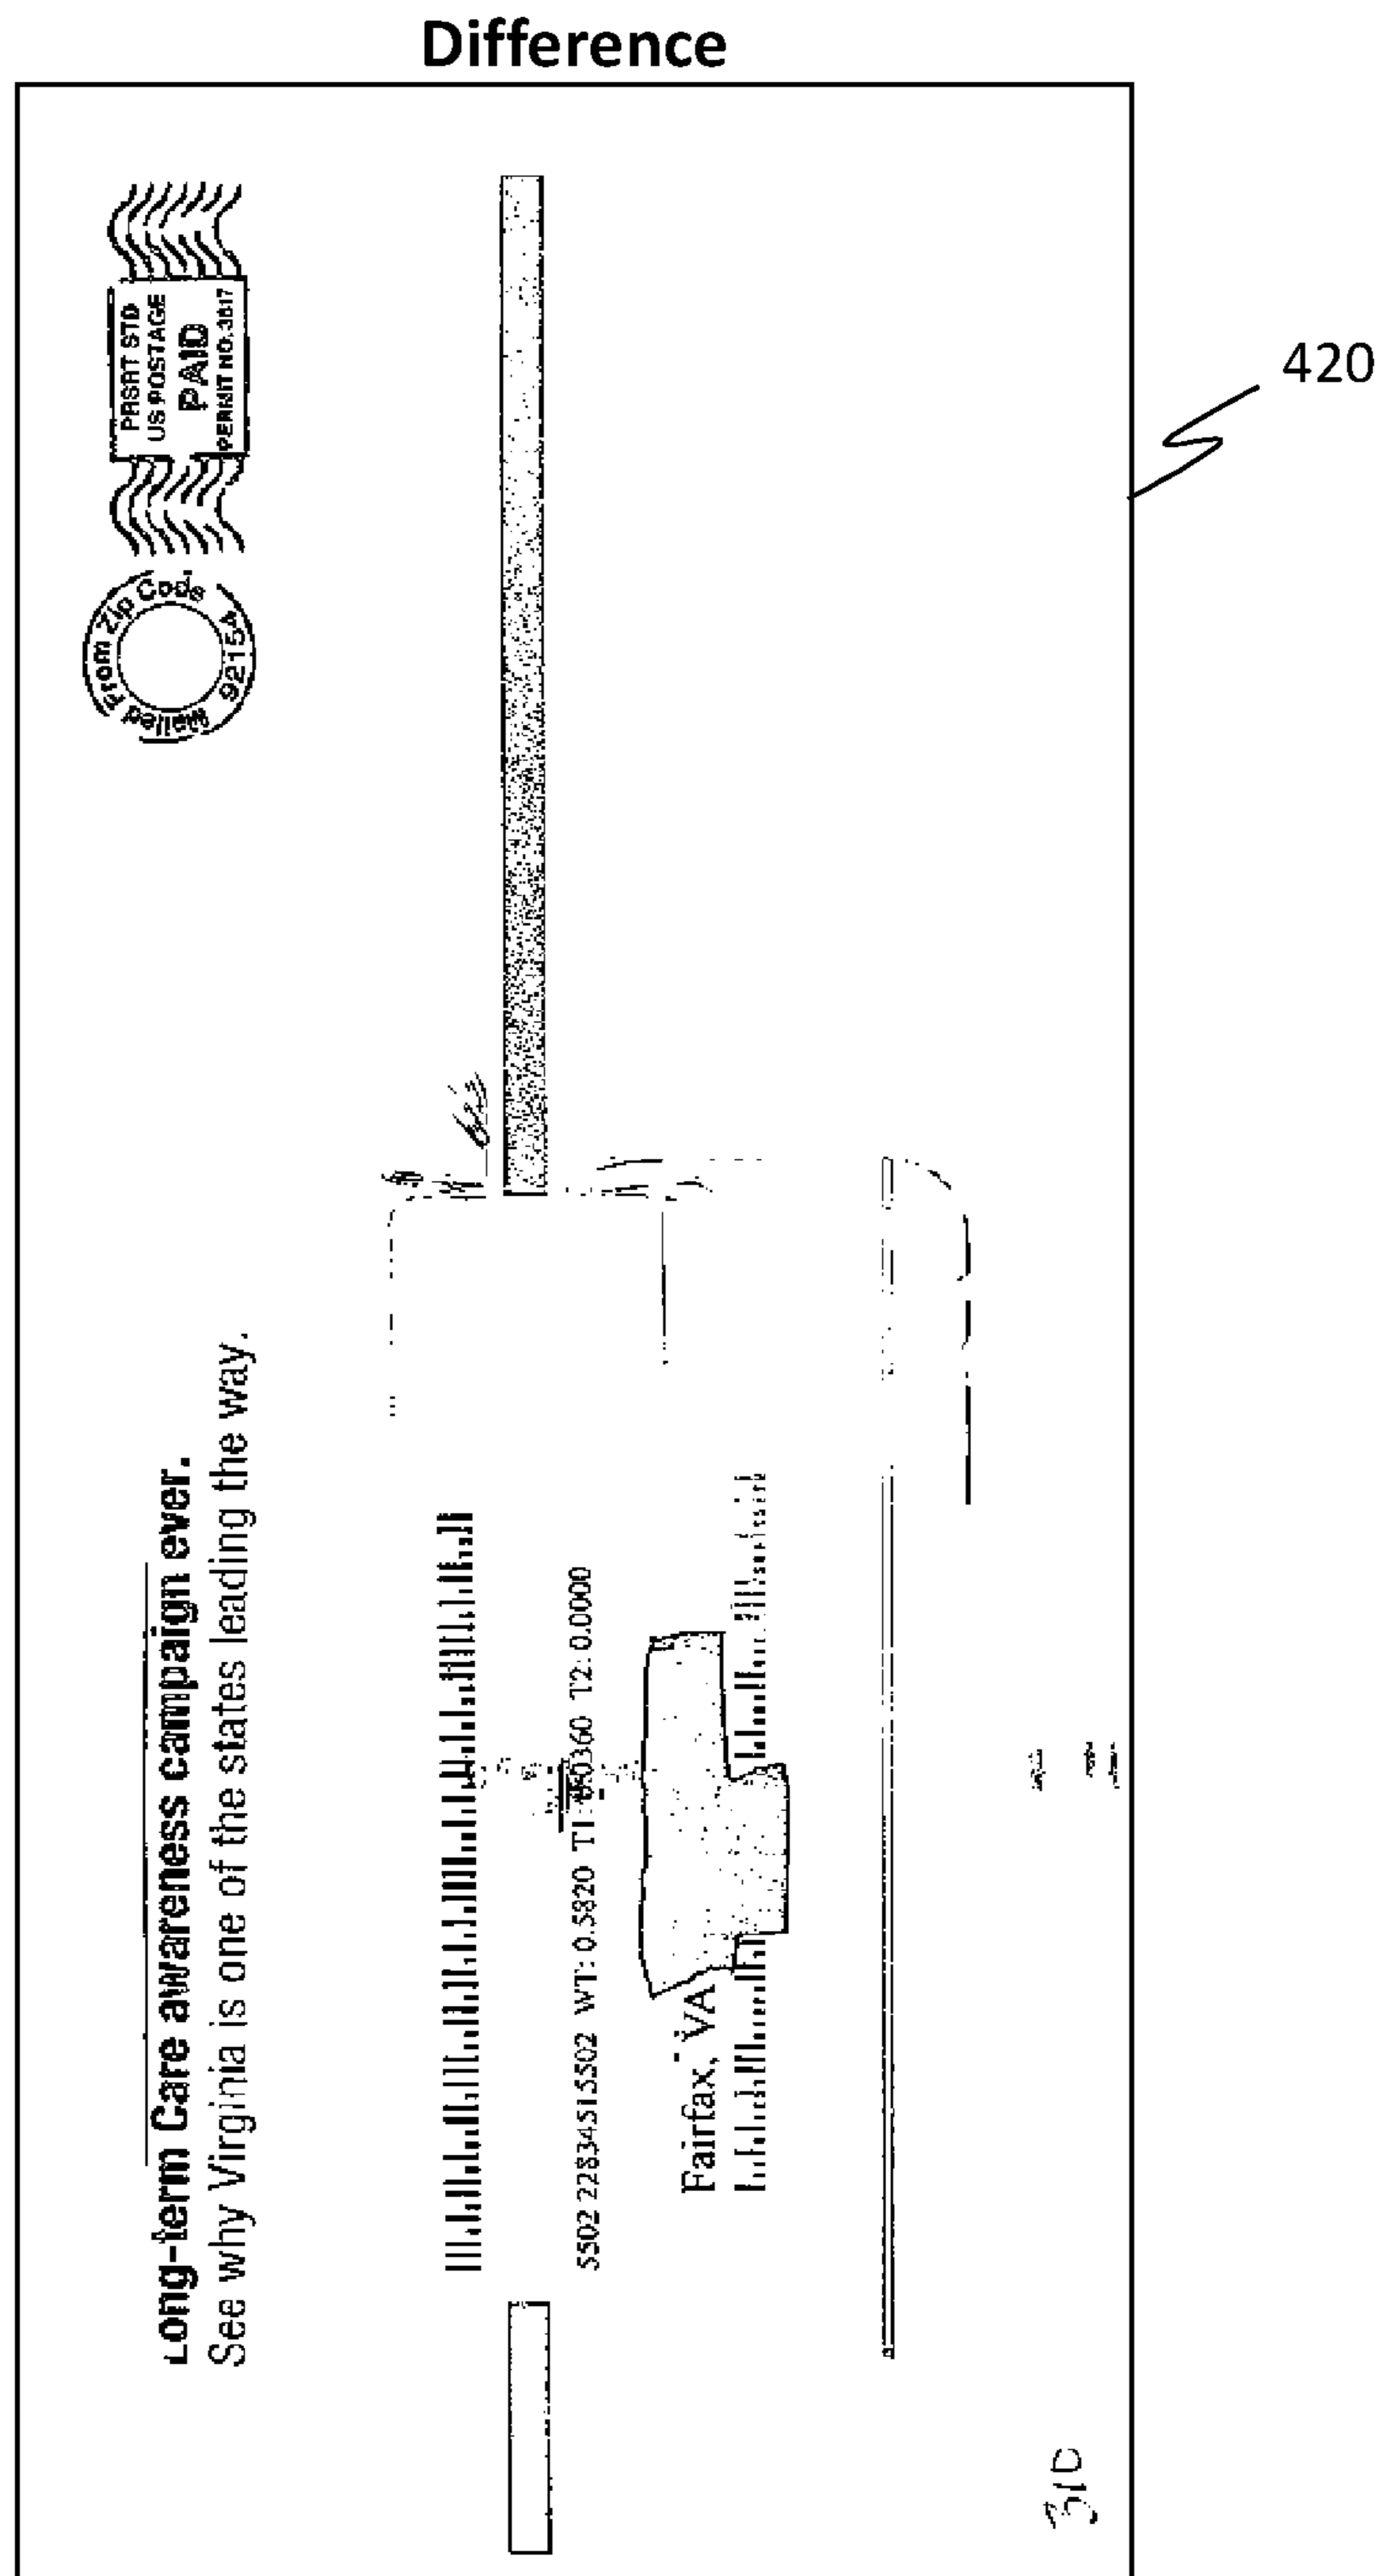 Difference
420
PRSRT STD
US POSTAGE
PAID
PERMIT NO. 3617
Mailed From Zip Code
92154
Long-term Care awareness campaign ever.
See why Virginia is one of the states leading the way.
5502 22834515502 WT: 0.5820 T1: 0.0360 T2: 0.0000
Fairfax, VA
310